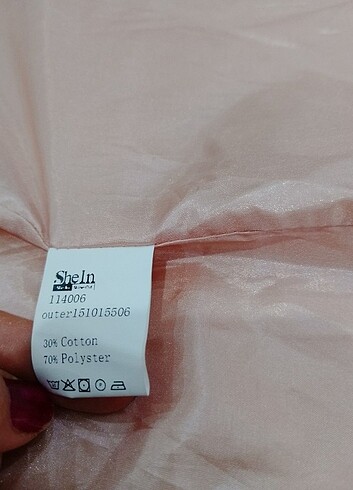 SheIn
114006
outer151015506
30% Cotton
70% Polyster